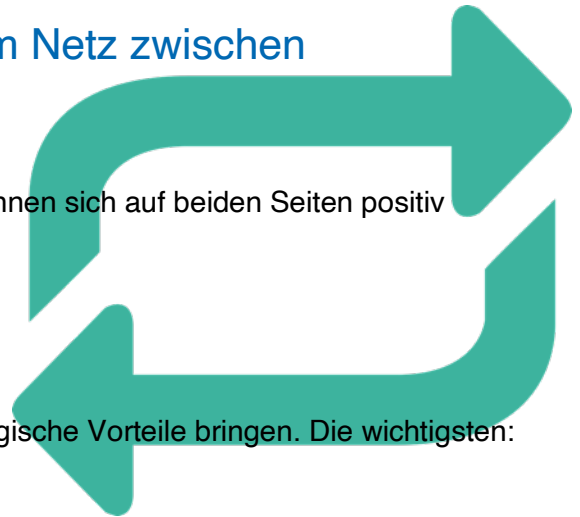 m Netz zwischen
nnen sich auf beiden Seiten positiv
gische Vorteile bringen. Die wichtigsten: